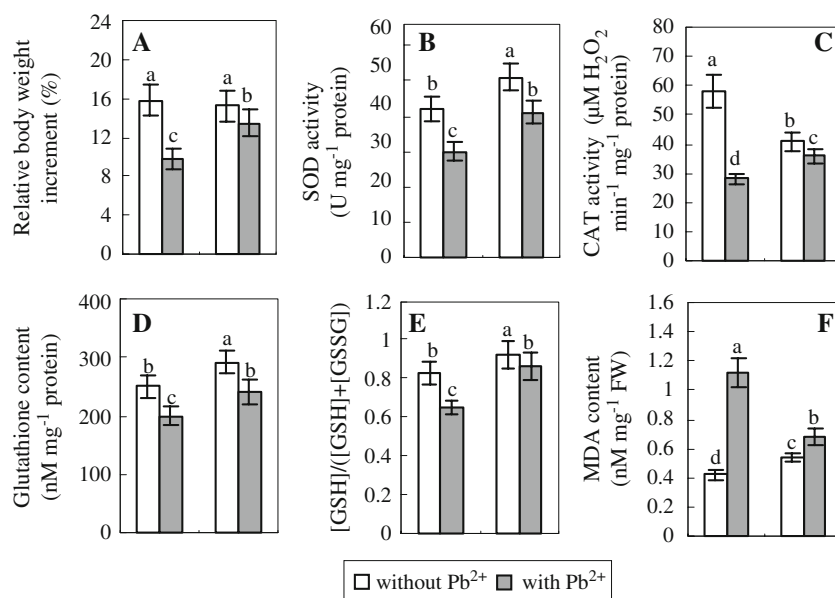 A
Relative body weight
increment (%)
24
20
16
12
8
4
0
a
c
a
b
B
SOD activity
(U mg⁻¹ protein)
60
50
40
30
20
10
0
b
c
a
b
C
CAT activity (μM H₂O₂
min⁻¹ mg⁻¹ protein)
80
70
60
50
40
30
20
10
0
a
d
b
c
D
Glutathione content
(nM mg⁻¹ protein)
400
300
200
100
0
b
c
a
b
E
[GSH]/([GSH]+[GSSG])
1.2
1
0.8
0.6
0.4
0.2
0
b
c
a
b
F
MDA content
(nM mg⁻¹ FW)
1.6
1.4
1.2
1
0.8
0.6
0.4
0.2
0
d
a
c
b
without Pb²⁺ with Pb²⁺